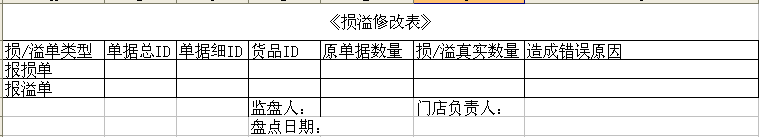 《损溢修改表》
损/溢单类型 单据总ID 单据细ID 货品ID 原单据数量 损/溢真实数量 造成错误原因
报损单
报溢单
监盘人： 门店负责人：
盘点日期：